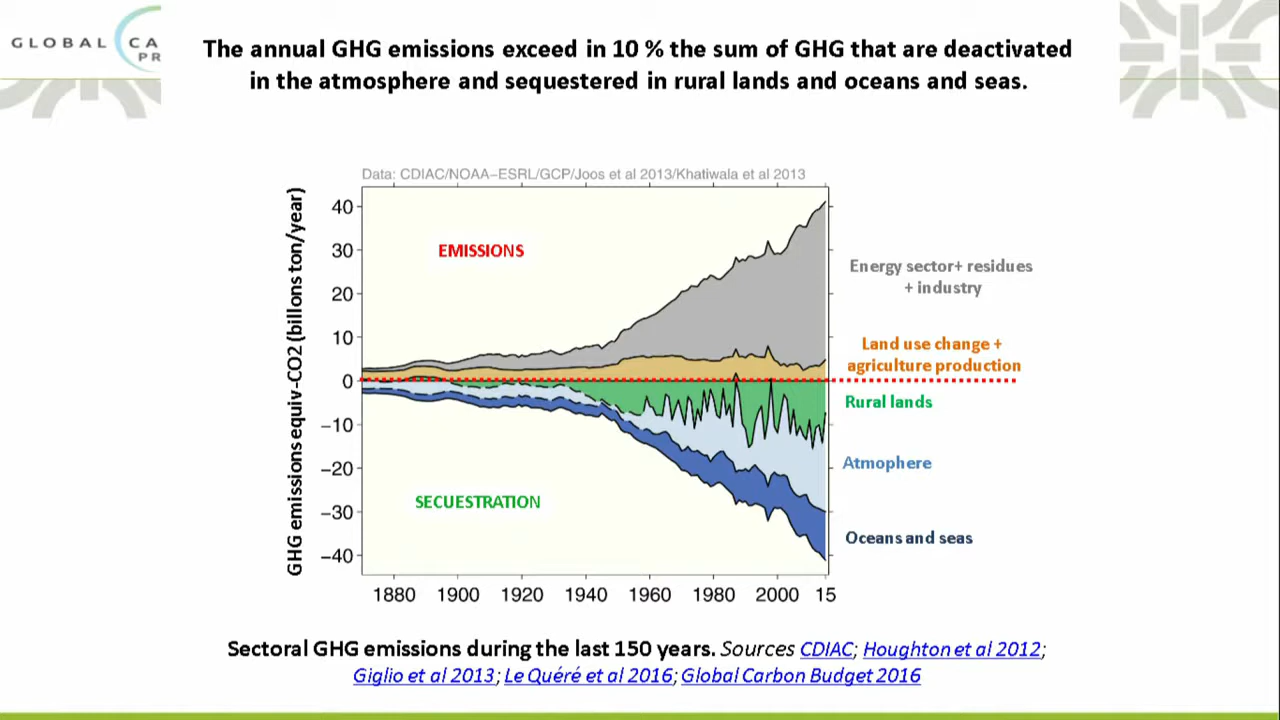 GLOBAL CA
PR
The annual GHG emissions exceed in 10 % the sum of GHG that are deactivated
in the atmosphere and sequestered in rural lands and oceans and seas.
Data: CDIAC/NOAA−ESRL/GCP/Joos et al 2013/Khatiwala et al 2013
GHG emissions equiv-CO2 (billons ton/year)
40
30
20
10
0
−10
−20
−30
−40
EMISSIONS
SECUESTRATION
Energy sector+ residues
+ industry
Land use change +
agriculture production
Rural lands
Atmophere
Oceans and seas
1880 1900 1920 1940 1960 1980 2000 15
Sectoral GHG emissions during the last 150 years. Sources CDIAC; Houghton et al 2012;
Giglio et al 2013; Le Quéré et al 2016; Global Carbon Budget 2016